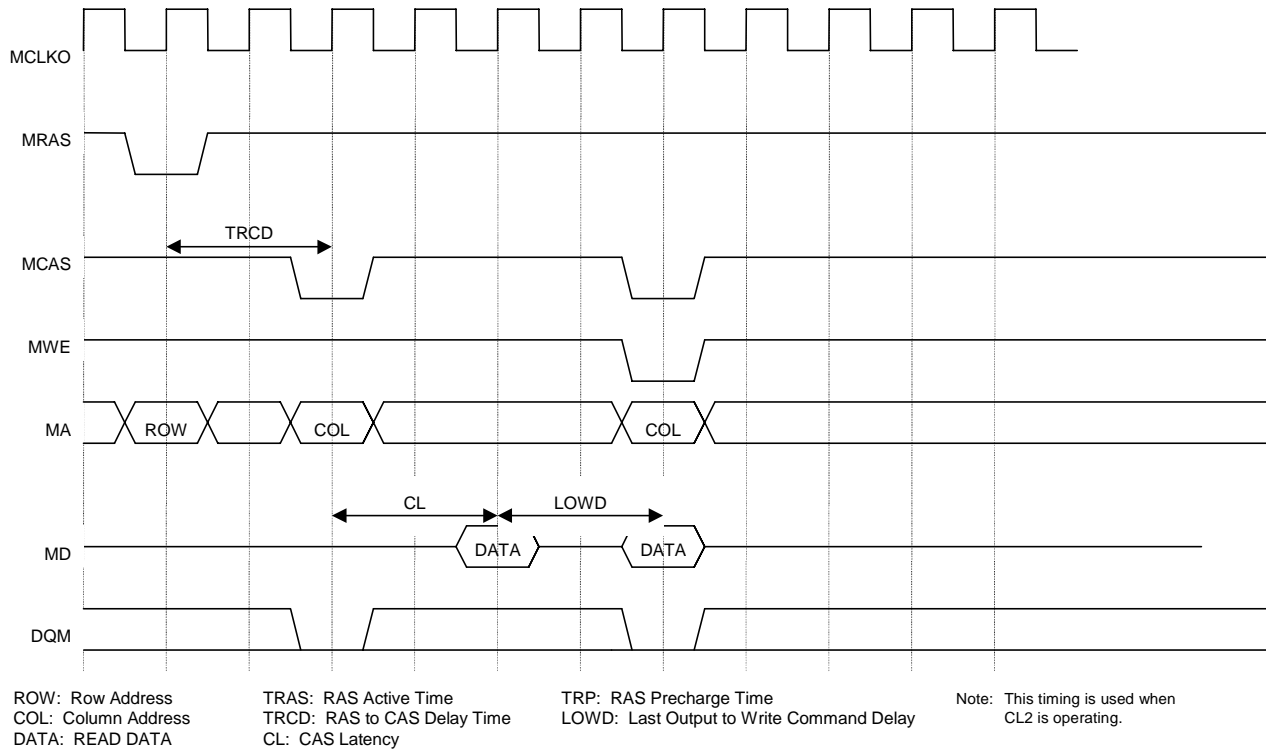 MCLKO
MRAS
TRCD
MCAS
MWE
MA
ROW
COL
COL
CL
LOWD
MD
DATA
DATA
DQM
ROW: Row Address
COL: Column Address
DATA: READ DATA
TRAS: RAS Active Time
TRCD: RAS to CAS Delay Time
CL: CAS Latency
TRP: RAS Precharge Time
LOWD: Last Output to Write Command Delay
Note: This timing is used when
CL2 is operating.